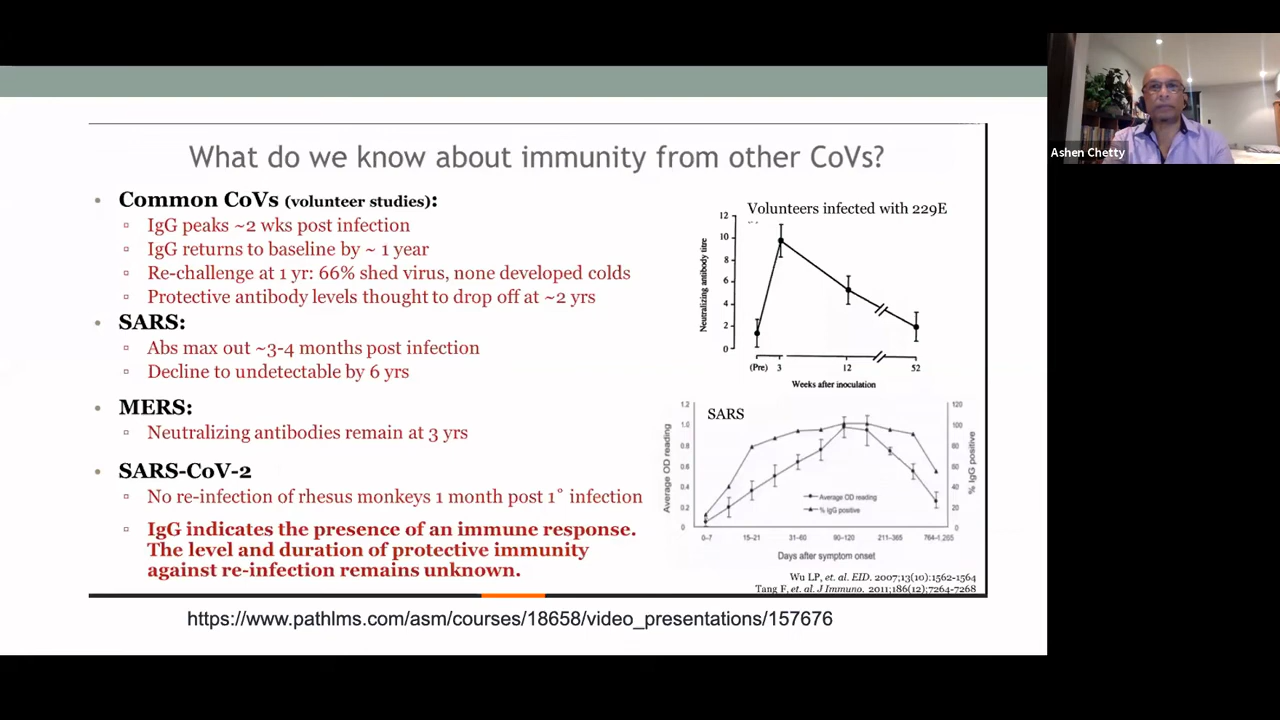 What do we know about immunity from other CoVs?
• Common CoVs (volunteer studies):
▫ IgG peaks ~2 wks post infection
▫ IgG returns to baseline by ~ 1 year
▫ Re-challenge at 1 yr: 66% shed virus, none developed colds
▫ Protective antibody levels thought to drop off at ~2 yrs
• SARS:
▫ Abs max out ~3-4 months post infection
▫ Decline to undetectable by 6 yrs
• MERS:
▫ Neutralizing antibodies remain at 3 yrs
• SARS-CoV-2
▫ No re-infection of rhesus monkeys 1 month post 1° infection
▫ IgG indicates the presence of an immune response.
The level and duration of protective immunity
against re-infection remains unknown.
Volunteers infected with 229E
Neutralizing antibody titre
12
10
8
6
4
2
0
(Pre) 3 12 52
Weeks after inoculation
SARS
Average OD reading
1.2
1.0
0.8
0.6
0.4
0.2
0
120
100
80
60
40
20
0
% IgG positive
Average OD reading
% IgG positive
0–7 15–21 31–60 90–120 211–365 764–1,265
Days after symptom onset
Wu LP, et. al. EID. 2007;13(10):1562-1564
Tang F, et. al. J Immuno. 2011;186(12);7264-7268
https://www.pathlms.com/asm/courses/18658/video_presentations/157676
Ashen Chetty